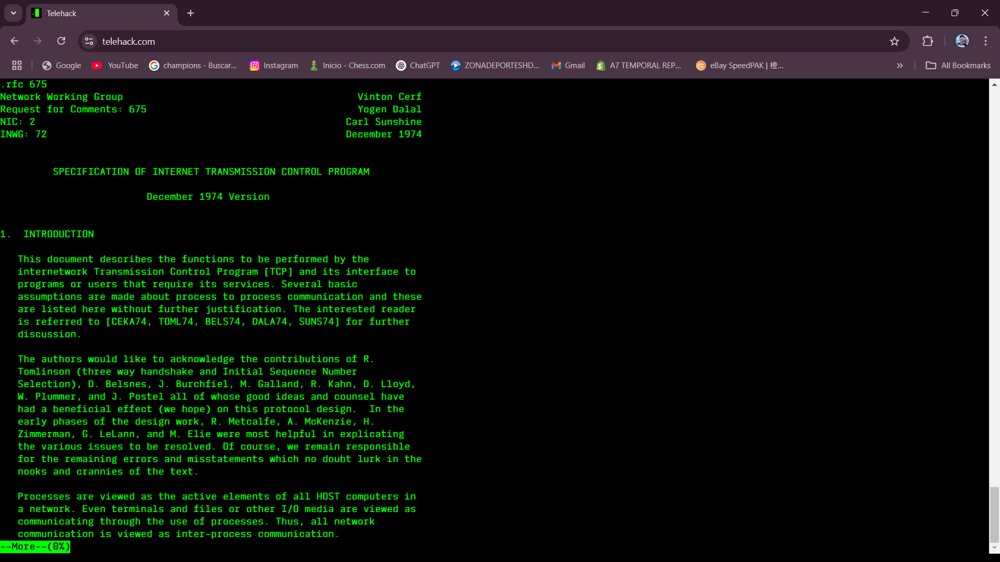 Telehack
telehack.com
Google YouTube champions - Buscar... Instagram Inicio - Chess.com ChatGPT ZONADEPORTESHD... Gmail A7 TEMPORAL REP... eBay SpeedPAK | 橙... All Bookmarks
.rfc 675
Network Working Group Vinton Cerf
Request for Comments: 675 Yogen Dalal
NIC: 2 Carl Sunshine
INWG: 72 December 1974
SPECIFICATION OF INTERNET TRANSMISSION CONTROL PROGRAM
December 1974 Version
1. INTRODUCTION
This document describes the functions to be performed by the
internetwork Transmission Control Program [TCP] and its interface to
programs or users that require its services. Several basic
assumptions are made about process to process communication and these
are listed here without further justification. The interested reader
is referred to [CEKA74, TOML74, BELS74, DALA74, SUNS74] for further
discussion.
The authors would like to acknowledge the contributions of R.
Tomlinson (three way handshake and Initial Sequence Number
Selection), D. Belsnes, J. Burchfiel, M. Galland, R. Kahn, D. Lloyd,
W. Plummer, and J. Postel all of whose good ideas and counsel have
had a beneficial effect (we hope) on this protocol design.  In the
early phases of the design work, R. Metcalfe, A. McKenzie, H.
Zimmerman, G. LeLann, and M. Elie were most helpful in explicating
the various issues to be resolved. Of course, we remain responsible
for the remaining errors and misstatements which no doubt lurk in the
nooks and crannies of the text.
Processes are viewed as the active elements of all HOST computers in
a network. Even terminals and files or other I/O media are viewed as
communicating through the use of processes. Thus, all network
communication is viewed as inter-process communication.
--More--(0%)